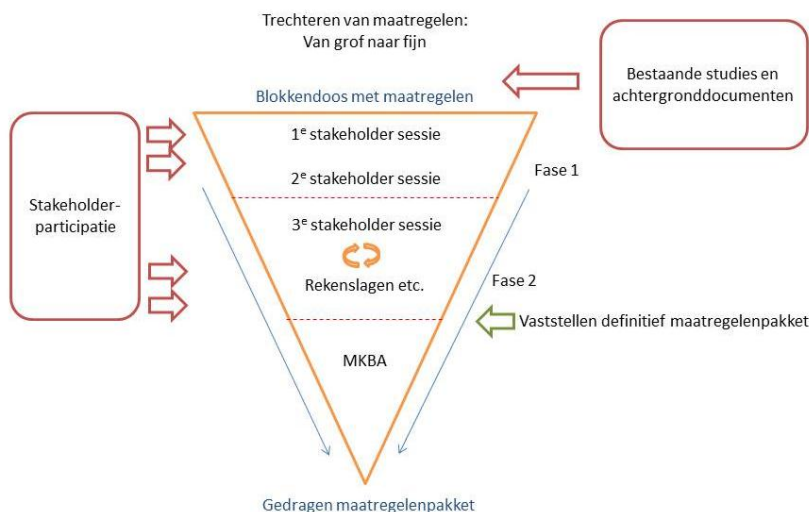 Trechteren van maatregelen:
Van grof naar fijn
Bestaande studies en
achtergronddocumenten
Blokkendoos met maatregelen
1e stakeholder sessie
2e stakeholder sessie
Fase 1
Stakeholder-
participatie
3e stakeholder sessie
Rekenslagen etc.
Fase 2
Vaststellen definitief maatregelenpakket
MKBA
Gedragen maatregelenpakket